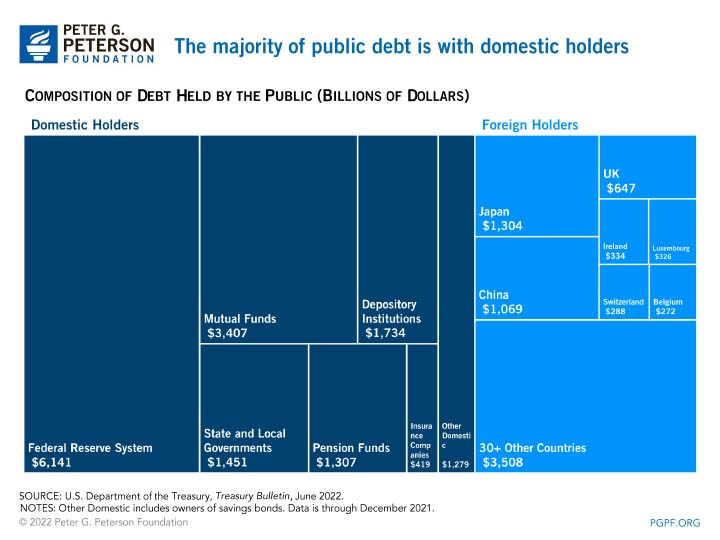 PETER G.
PETERSON
FOUNDATION
The majority of public debt is with domestic holders
COMPOSITION OF DEBT HELD BY THE PUBLIC (BILLIONS OF DOLLARS)
Domestic Holders
Foreign Holders
Federal Reserve System
$6,141
Mutual Funds
$3,407
Depository
Institutions
$1,734
State and Local
Governments
$1,451
Pension Funds
$1,307
Insura
nce
Comp
anies
$419
Other
Domesti
c
$1,279
Japan
$1,304
China
$1,069
UK
$647
Ireland
$334
Luxembourg
$326
Switzerland
$288
Belgium
$272
30+ Other Countries
$3,508
SOURCE: U.S. Department of the Treasury, Treasury Bulletin, June 2022.
NOTES: Other Domestic includes owners of savings bonds. Data is through December 2021.
© 2022 Peter G. Peterson Foundation
PGPF.ORG